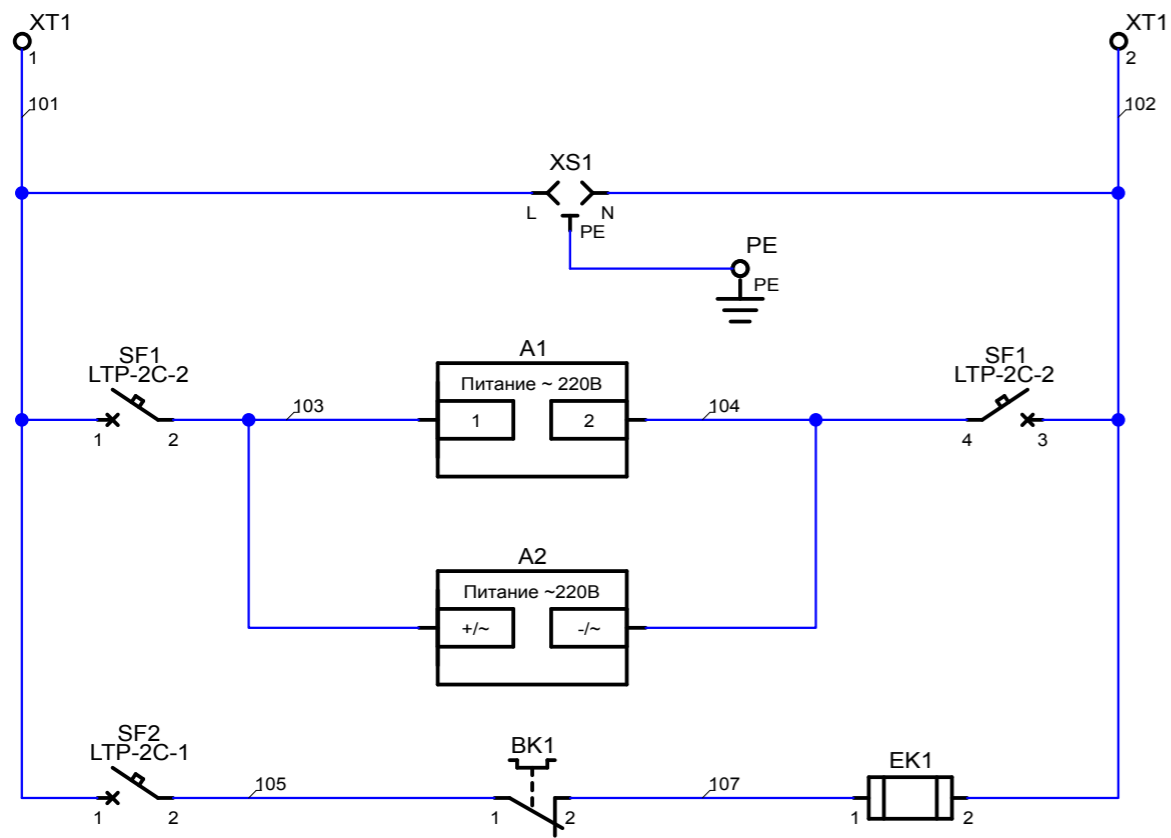 XT1
XT1
1
2
101
102
XS1
L
N
PE
PE
PE
SF1
LTP-2C-2
A1
SF1
LTP-2C-2
Питание ~ 220В
103
1
2
104
1
2
4
3
A2
Питание ~220В
+/~
-/~
SF2
LTP-2C-1
BK1
EK1
105
107
1
2
1
2
1
2